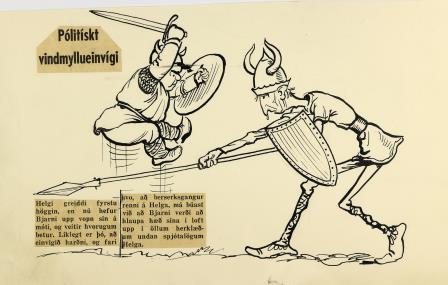 Pólitískt
vindmyllueinvígi
Helgi greiddi fyrstu
höggin, en nú hefur
Bjarni upp vopn sín á
móti, og veitir hvorugum
betur. Líklegt er þó, að
einvígið harðni, og fari
svo, að berserksgangur
renni á Helga, má búast
við að Bjarni verði að
hlaupa hæð sína í loft
upp í öllum herklæð-
um undan spjótalögum
Helga.